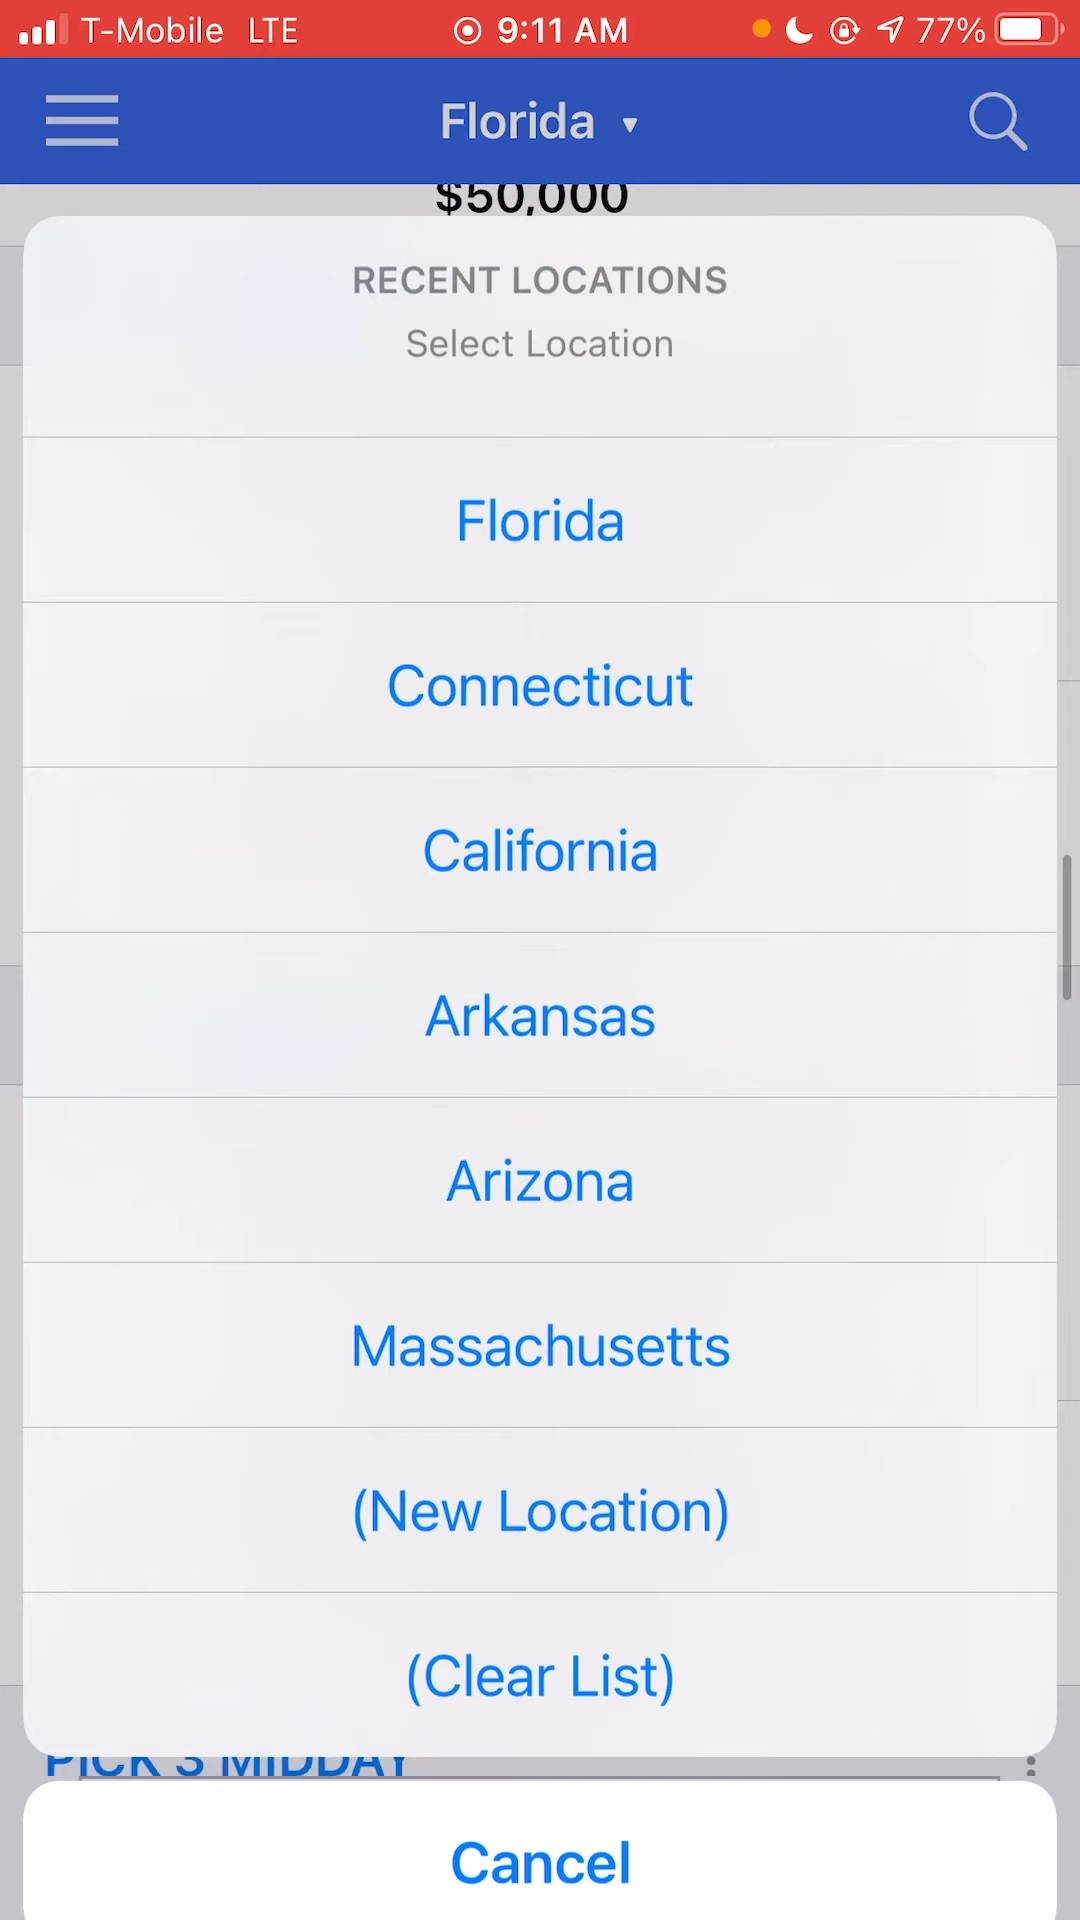 T-Mobile LTE 9:11 AM 77%
Florida ▼
$50,000
RECENT LOCATIONS
Select Location
Florida
Connecticut
California
Arkansas
Arizona
Massachusetts
(New Location)
(Clear List)
PICK 3 MIDDAY
Cancel